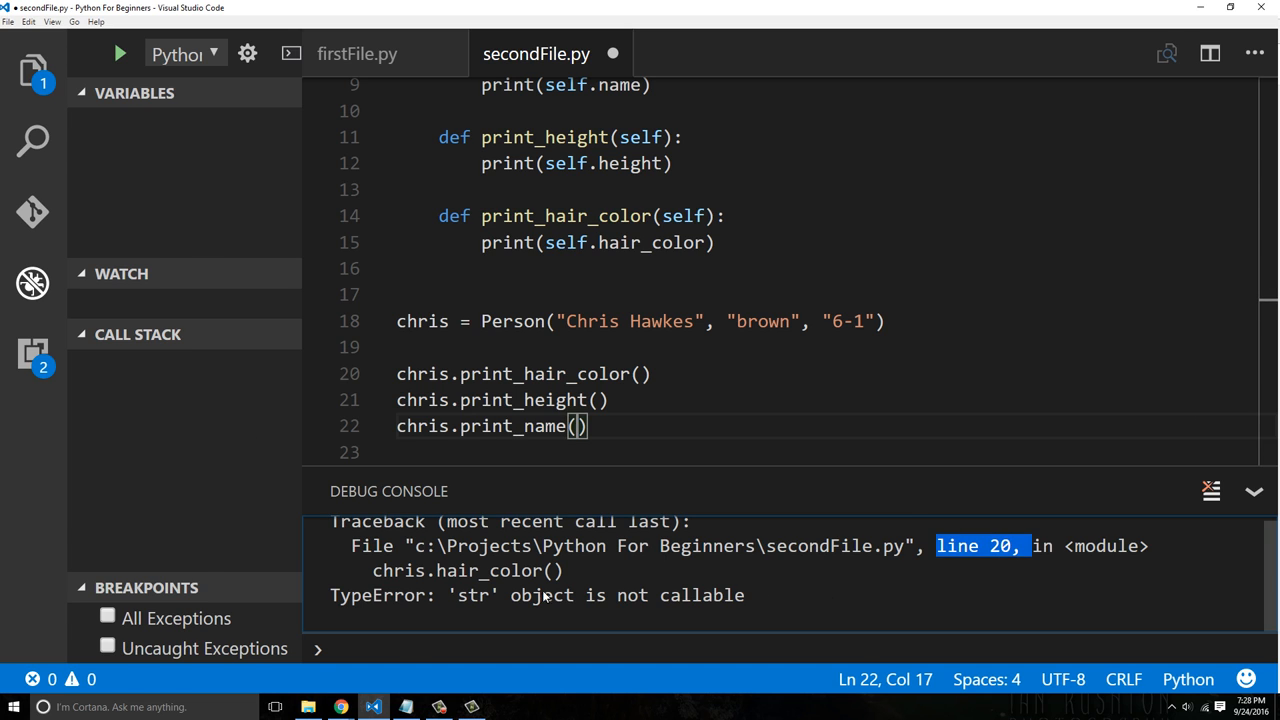 ● secondFile.py - Python For Beginners - Visual Studio Code
File Edit View Go Help
Python
firstFile.py
secondFile.py
1
2
VARIABLES
WATCH
CALL STACK
BREAKPOINTS
All Exceptions
Uncaught Exceptions
9 print(self.name)
10
11 def print_height(self):
12 print(self.height)
13
14 def print_hair_color(self):
15 print(self.hair_color)
16
17
18 chris = Person("Chris Hawkes", "brown", "6-1")
19
20 chris.print_hair_color()
21 chris.print_height()
22 chris.print_name()
23
DEBUG CONSOLE
Traceback (most recent call last):
File "c:\Projects\Python For Beginners\secondFile.py", line 20, in <module>
chris.hair_color()
TypeError: 'str' object is not callable
0 0
Ln 22, Col 17 Spaces: 4 UTF-8 CRLF Python
I'm Cortana. Ask me anything.
7:28 PM
9/24/2016